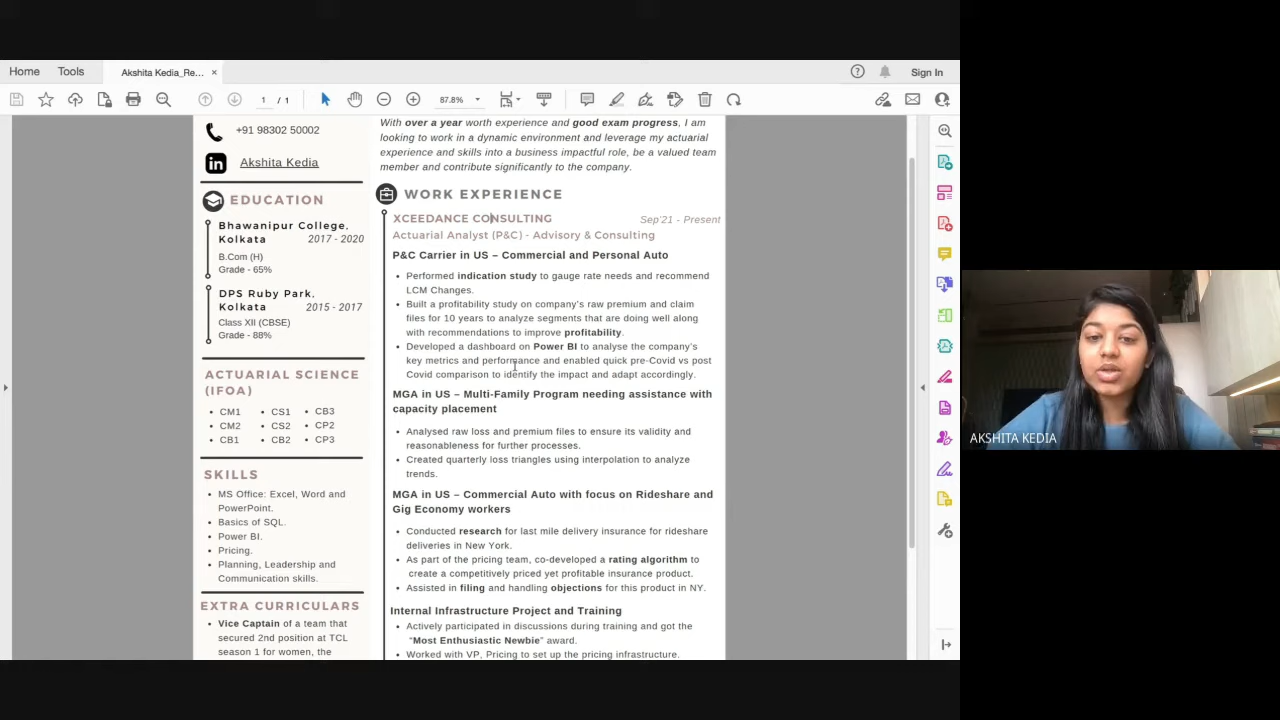 Home Tools Akshita Kedia_Re... × Sign In
1 / 1 87.8%
+91 98302 50002
Akshita Kedia
EDUCATION
Bhawanipur College,
Kolkata 2017 - 2020
B.Com (H)
Grade - 65%
DPS Ruby Park,
Kolkata 2015 - 2017
Class XII (CBSE)
Grade - 88%
ACTUARIAL SCIENCE
(IFOA)
• CM1 • CS1 • CB3
• CM2 • CS2 • CP2
• CB1 • CB2 • CP3
SKILLS
• MS Office: Excel, Word and
PowerPoint.
• Basics of SQL.
• Power BI.
• Pricing.
• Planning, Leadership and
Communication skills.
EXTRA CURRICULARS
• Vice Captain of a team that
secured 2nd position at TCL
season 1 for women, the
With over a year worth experience and good exam progress, I am
looking to work in a dynamic environment and leverage my actuarial
experience and skills into a business impactful role, be a valued team
member and contribute significantly to the company.
WORK EXPERIENCE
XCEEDANCE CONSULTING Sep'21 - Present
Actuarial Analyst (P&C) - Advisory & Consulting
P&C Carrier in US – Commercial and Personal Auto
• Performed indication study to gauge rate needs and recommend
LCM Changes.
• Built a profitability study on company's raw premium and claim
files for 10 years to analyze segments that are doing well along
with recommendations to improve profitability.
• Developed a dashboard on Power BI to analyse the company's
key metrics and performance and enabled quick pre-Covid vs post
Covid comparison to identify the impact and adapt accordingly.
MGA in US – Multi-Family Program needing assistance with
capacity placement
• Analysed raw loss and premium files to ensure its validity and
reasonableness for further processes.
• Created quarterly loss triangles using interpolation to analyze
trends.
MGA in US – Commercial Auto with focus on Rideshare and
Gig Economy workers
• Conducted research for last mile delivery insurance for rideshare
deliveries in New York.
• As part of the pricing team, co-developed a rating algorithm to
create a competitively priced yet profitable insurance product.
• Assisted in filing and handling objections for this product in NY.
Internal Infrastructure Project and Training
• Actively participated in discussions during training and got the
"Most Enthusiastic Newbie" award.
• Worked with VP, Pricing to set up the pricing infrastructure.
AKSHITA KEDIA